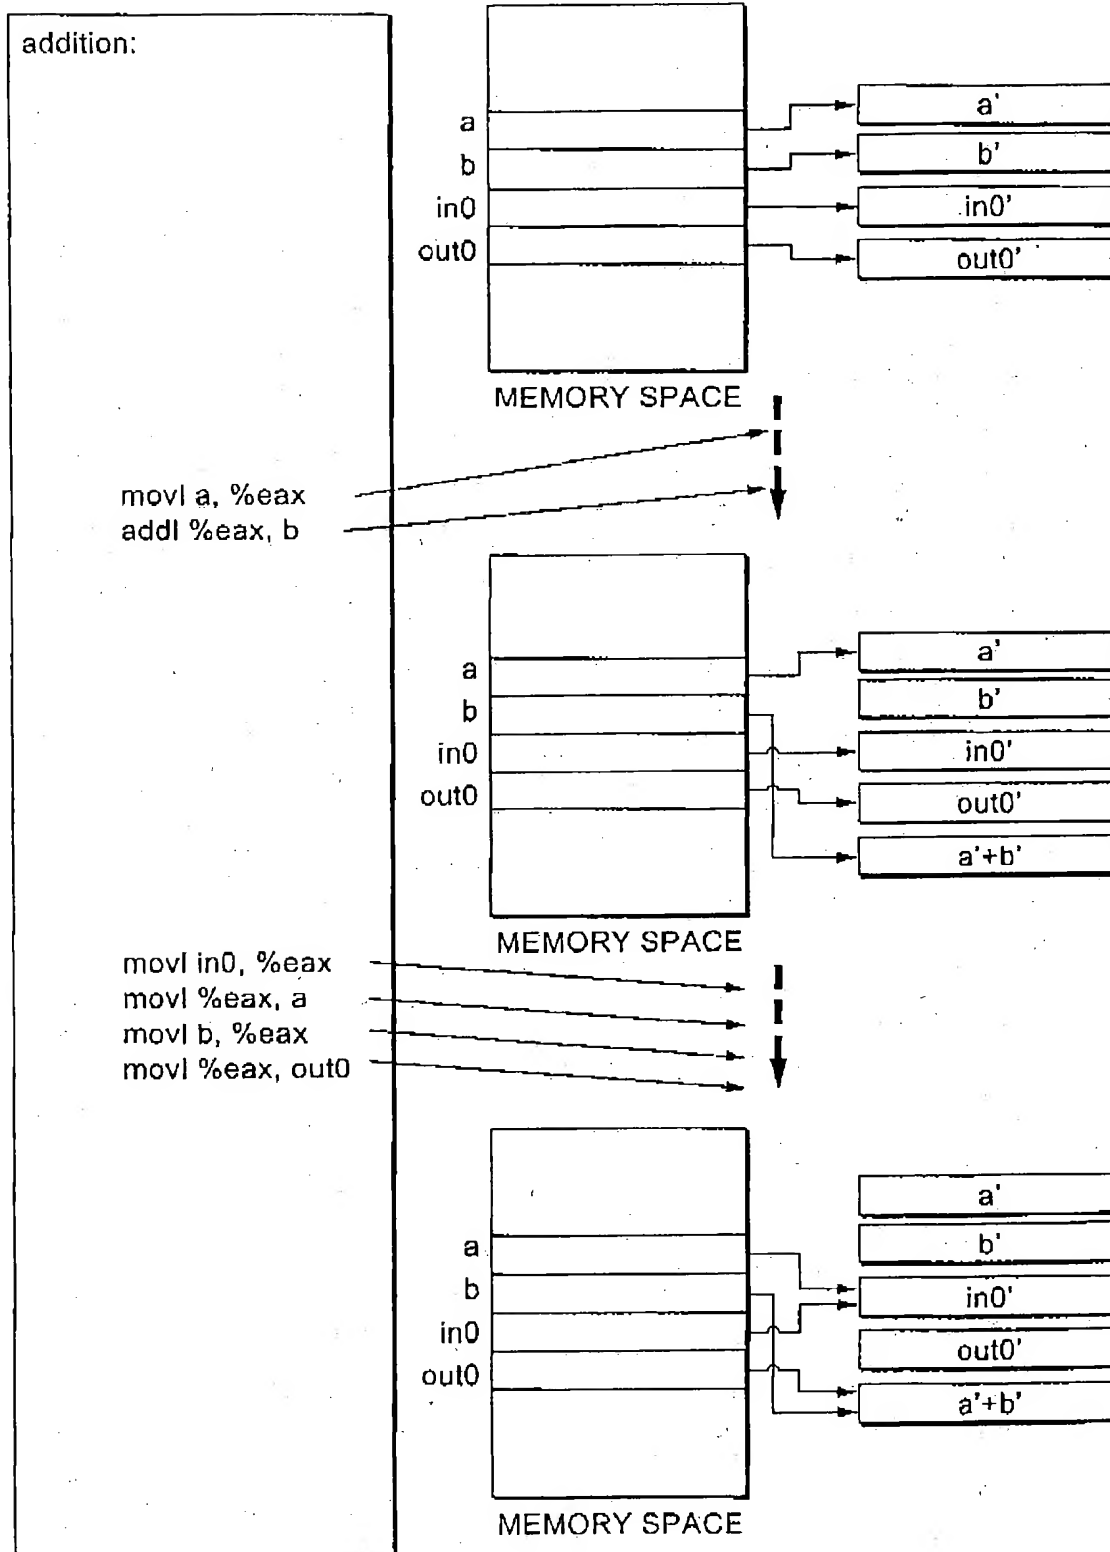 addition:
a
b
in0
out0
a'
b'
in0'
out0'
MEMORY SPACE
movl a, %eax
addl %eax, b
a
b
in0
out0
a'
b'
in0'
out0'
a'+b'
MEMORY SPACE
movl in0, %eax
movl %eax, a
movl b, %eax
movl %eax, out0
a
b
in0
out0
a'
b'
in0'
out0'
a'+b'
MEMORY SPACE